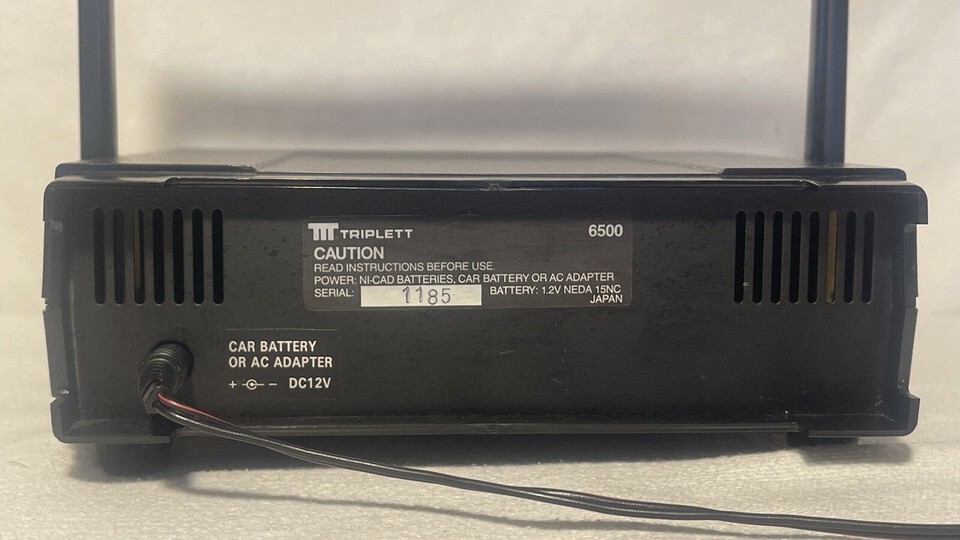 TRIPLETT 6500
CAUTION
READ INSTRUCTIONS BEFORE USE.
POWER: NI-CAD BATTERIES, CAR BATTERY OR AC ADAPTER
SERIAL: 1185 BATTERY: 1.2V NEDA 15NC
JAPAN
CAR BATTERY
OR AC ADAPTER
+ - DC12V